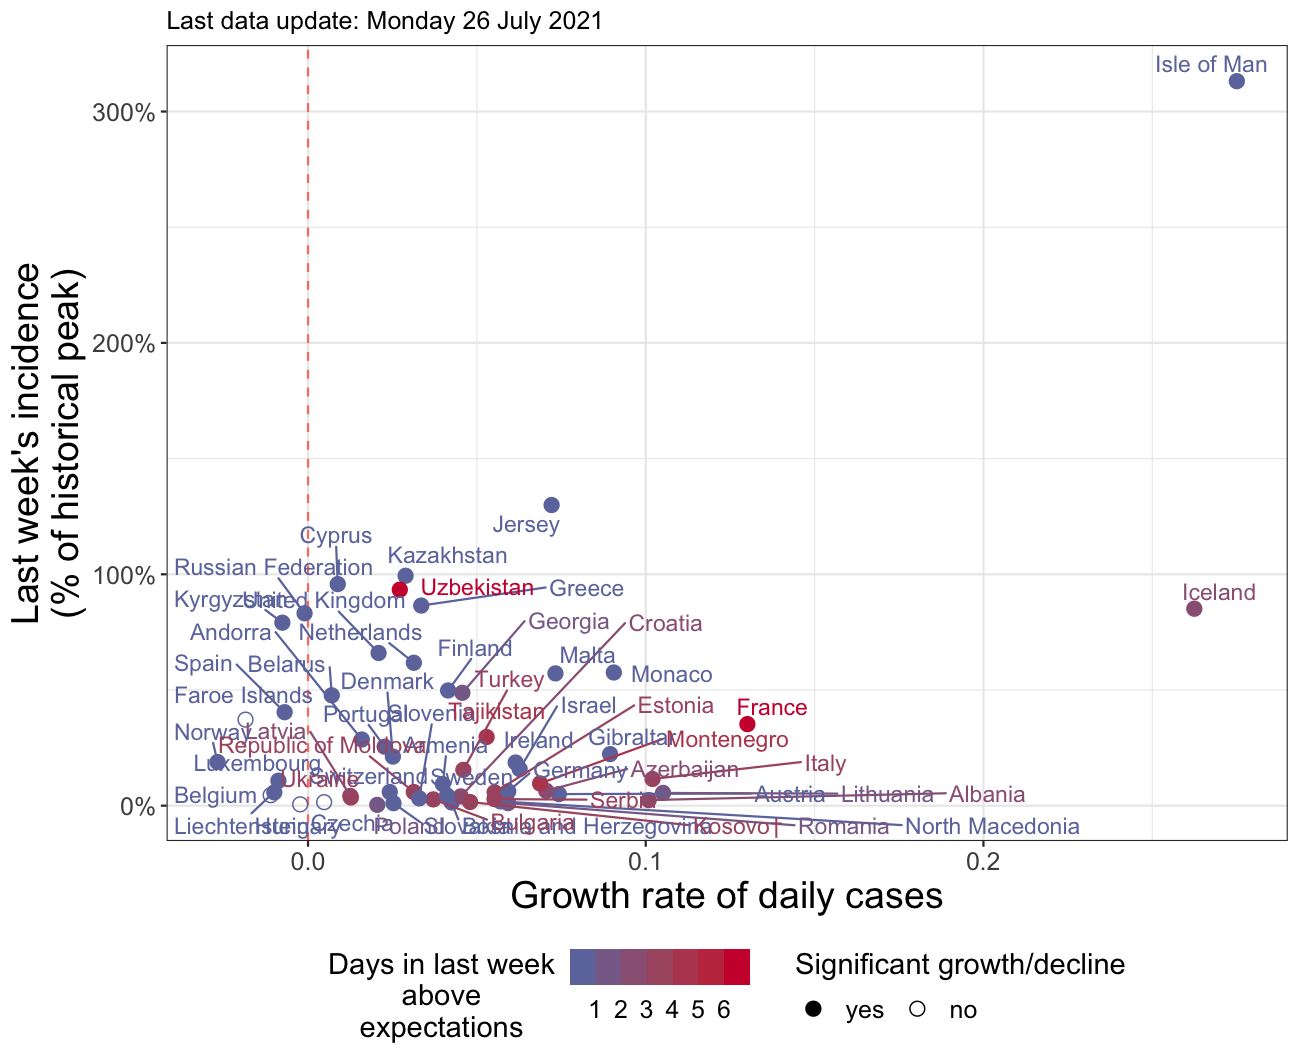 Last data update: Monday 26 July 2021
Last week's incidence
(% of historical peak)
300%
200%
100%
0%
Isle of Man
Jersey
Cyprus
Kazakhstan
Russian Federation
Uzbekistan
Greece
Iceland
Kyrgyzstan
United Kingdom
Georgia
Croatia
Andorra
Netherlands
Finland
Malta
Spain
Belarus
Monaco
Denmark
Turkey
Faroe Islands
Israel
Estonia
France
Portugal
Slovenia
Tajikistan
Norway
Latvia
Gibraltar
Montenegro
Republic of Moldova
Armenia
Ireland
Luxembourg
Germany
Azerbaijan
Italy
Ukraine
Switzerland
Sweden
Belgium
Serbia
Austria
Lithuania
Albania
Liechtenstein
Hungary
Czechia
Poland
Slovakia
Bulgaria
Bosnia and Herzegovina
Kosovo†
Romania
North Macedonia
0.0
0.1
0.2
Growth rate of daily cases
Days in last week
above
expectations
1 2 3 4 5 6
Significant growth/decline
yes
no